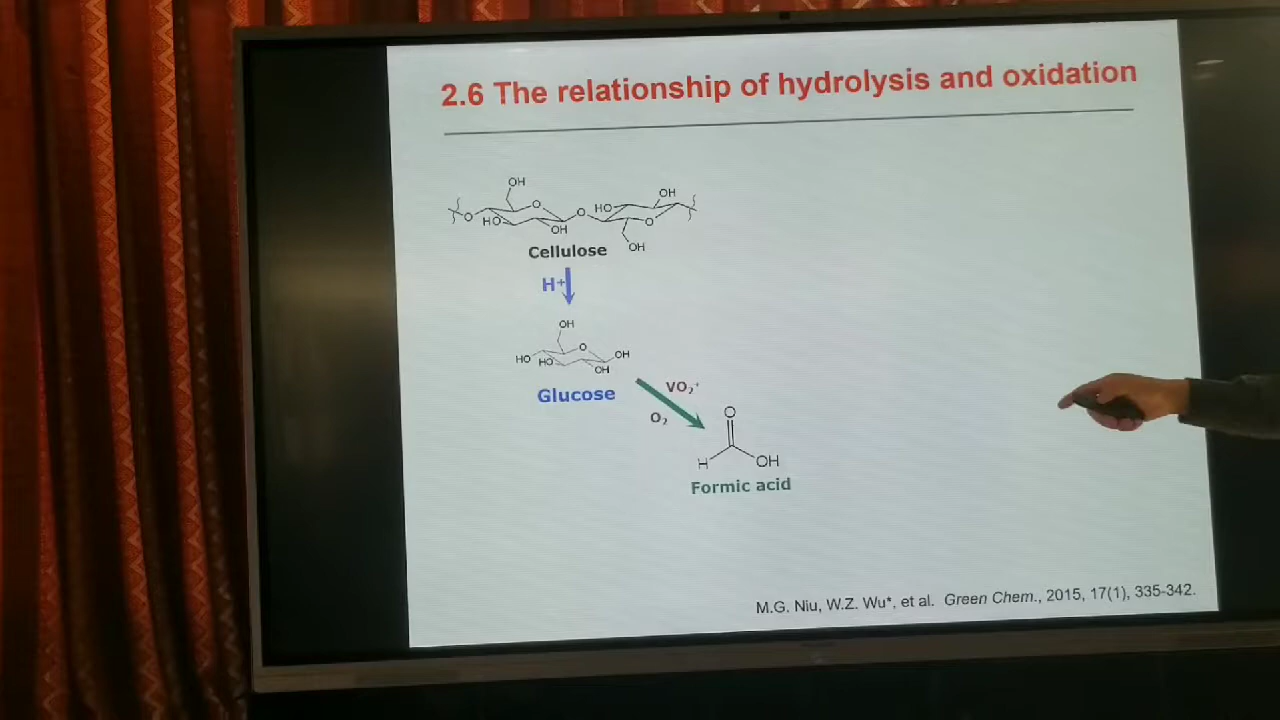 2.6 The relationship of hydrolysis and oxidation
OH
O
O
HO
OH
O
HO
OH
O
OH
Cellulose
H+
OH
O
HO
HO
OH
OH
Glucose
VO₂⁺
O₂
O
H
OH
Formic acid
M.G. Niu, W.Z. Wu*, et al. Green Chem., 2015, 17(1), 335-342.